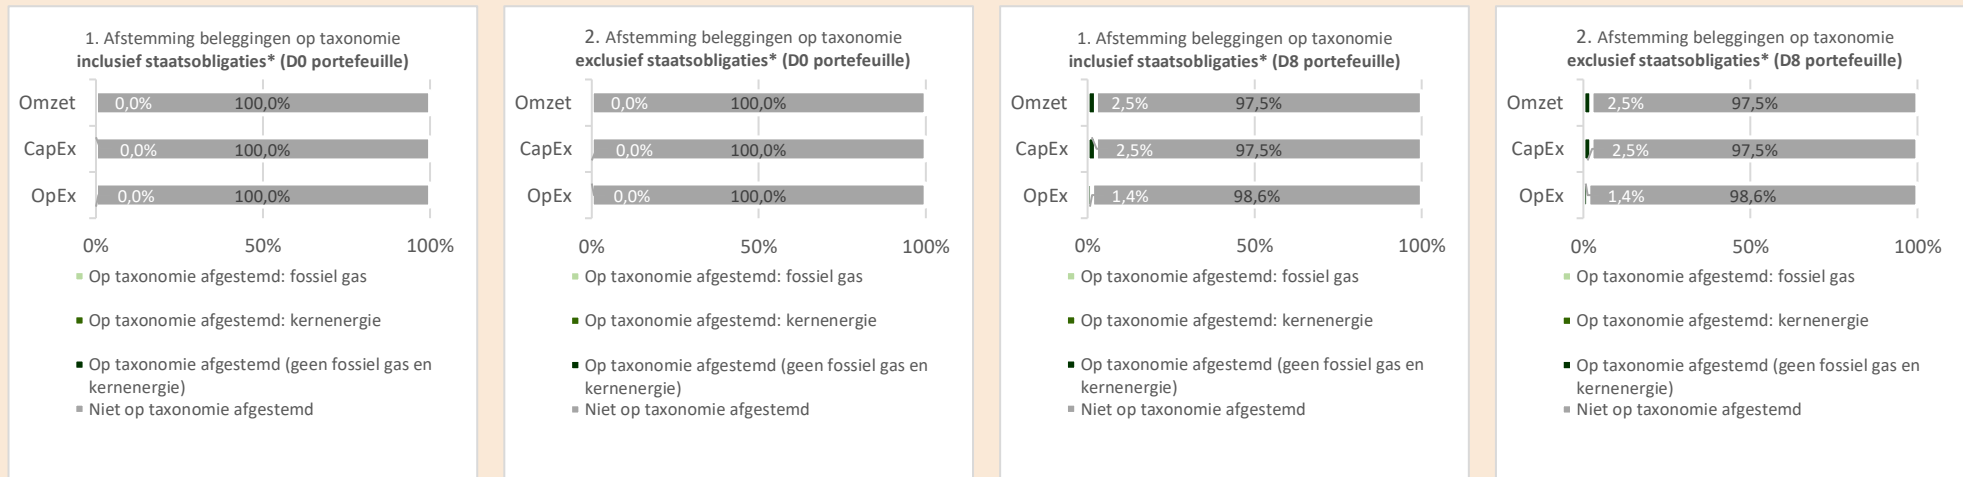 1. Afstemming beleggingen op taxonomie
inclusief staatsobligaties* (D0 portefeuille)
Omzet 0,0% 100,0%
CapEx 0,0% 100,0%
OpEx 0,0% 100,0%
0% 50% 100%
Op taxonomie afgestemd: fossiel gas
Op taxonomie afgestemd: kernenergie
Op taxonomie afgestemd (geen fossiel gas en
kernenergie)
Niet op taxonomie afgestemd
2. Afstemming beleggingen op taxonomie
exclusief staatsobligaties* (D0 portefeuille)
Omzet 0,0% 100,0%
CapEx 0,0% 100,0%
OpEx 0,0% 100,0%
0% 50% 100%
Op taxonomie afgestemd: fossiel gas
Op taxonomie afgestemd: kernenergie
Op taxonomie afgestemd (geen fossiel gas en
kernenergie)
Niet op taxonomie afgestemd
1. Afstemming beleggingen op taxonomie
inclusief staatsobligaties* (D8 portefeuille)
Omzet 2,5% 97,5%
CapEx 2,5% 97,5%
OpEx 1,4% 98,6%
0% 50% 100%
Op taxonomie afgestemd: fossiel gas
Op taxonomie afgestemd: kernenergie
Op taxonomie afgestemd (geen fossiel gas en
kernenergie)
Niet op taxonomie afgestemd
2. Afstemming beleggingen op taxonomie
exclusief staatsobligaties* (D8 portefeuille)
Omzet 2,5% 97,5%
CapEx 2,5% 97,5%
OpEx 1,4% 98,6%
0% 50% 100%
Op taxonomie afgestemd: fossiel gas
Op taxonomie afgestemd: kernenergie
Op taxonomie afgestemd (geen fossiel gas en
kernenergie)
Niet op taxonomie afgestemd